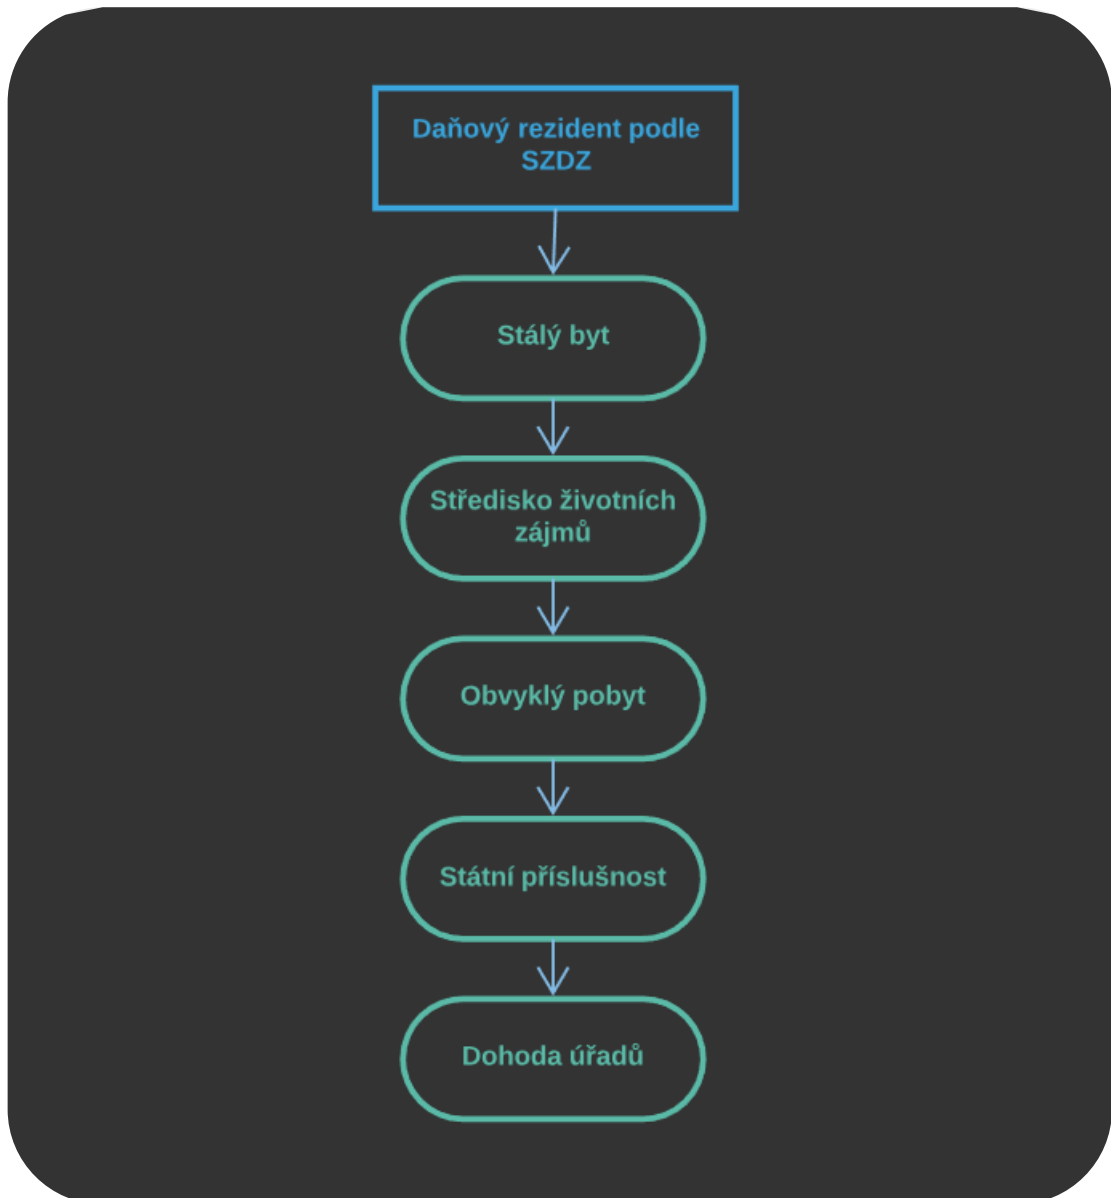 Daňový rezident podle
SZDZ
Stálý byt
Středisko životních
zájmů
Obvyklý pobyt
Státní příslušnost
Dohoda úřadů